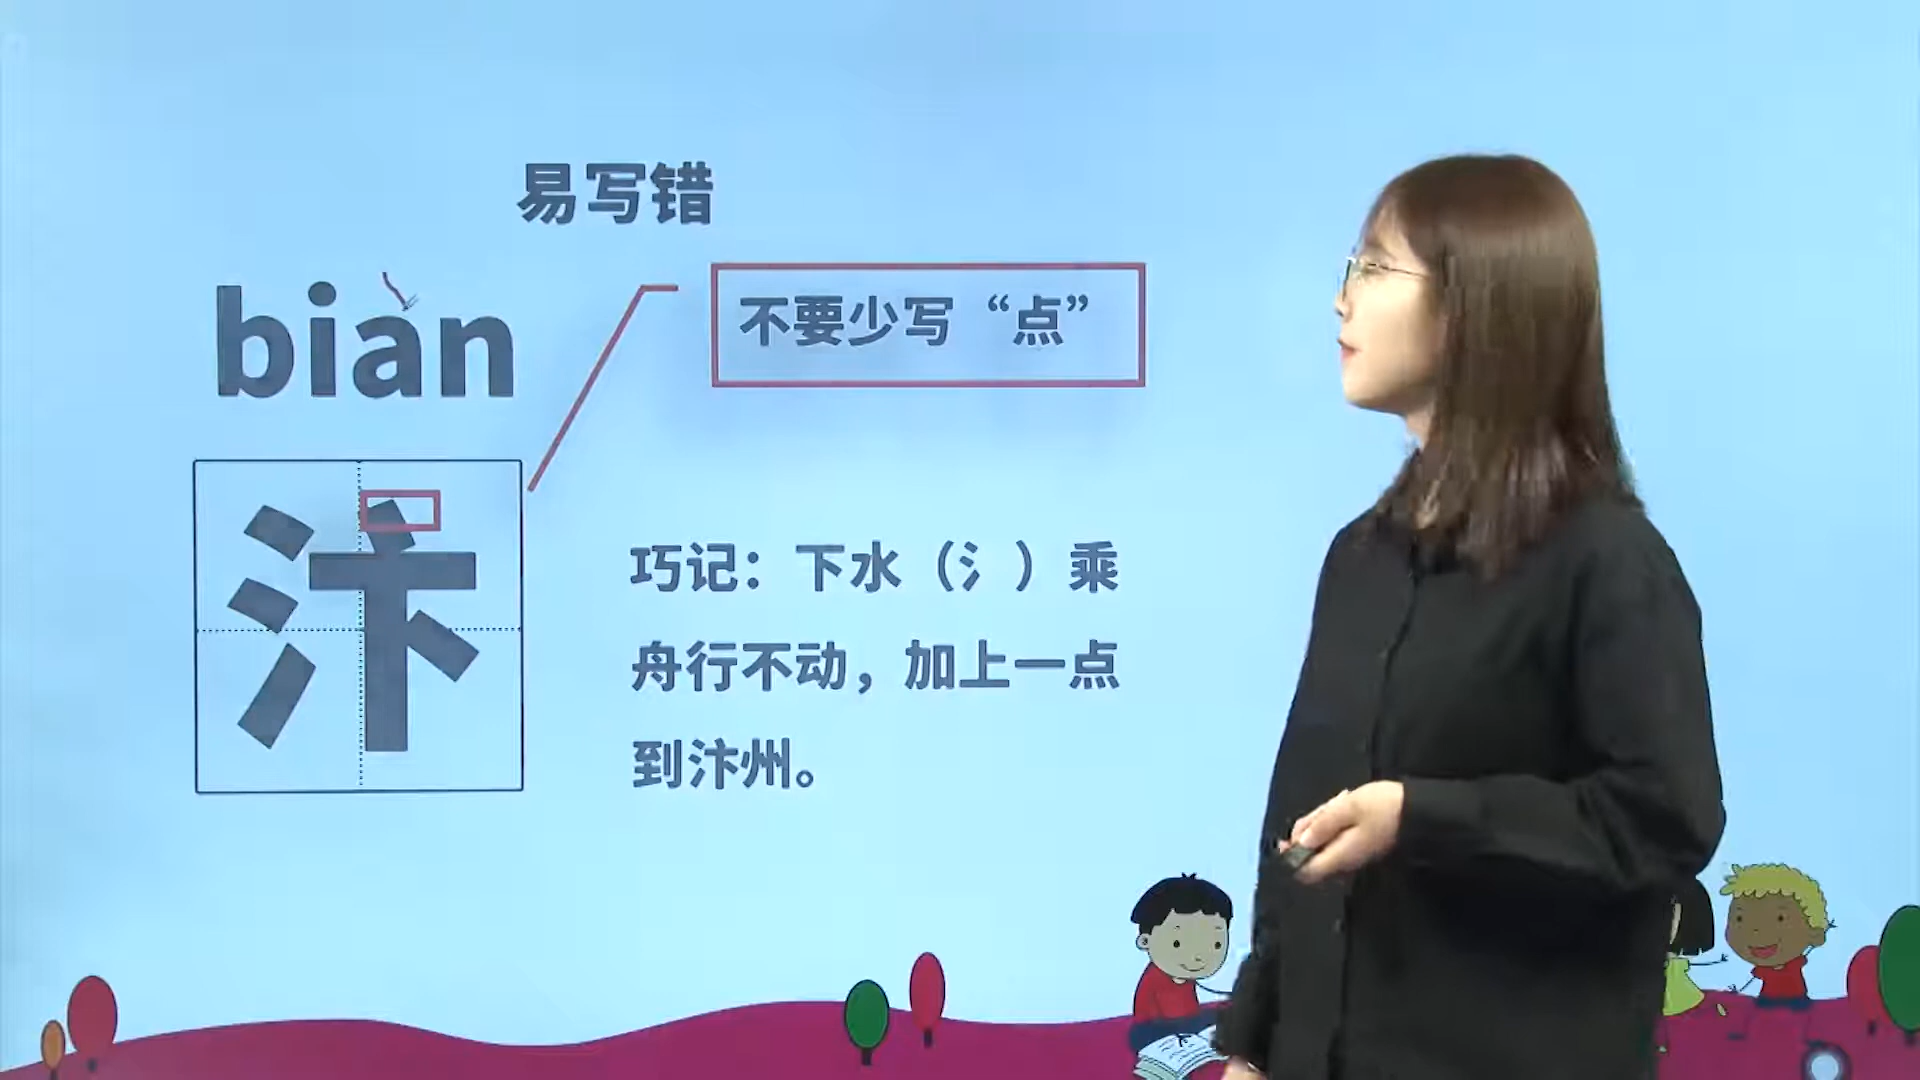 易写错
biàn
不要少写“点”
汴
巧记：下水（氵）乘
舟行不动，加上一点
到汴州。